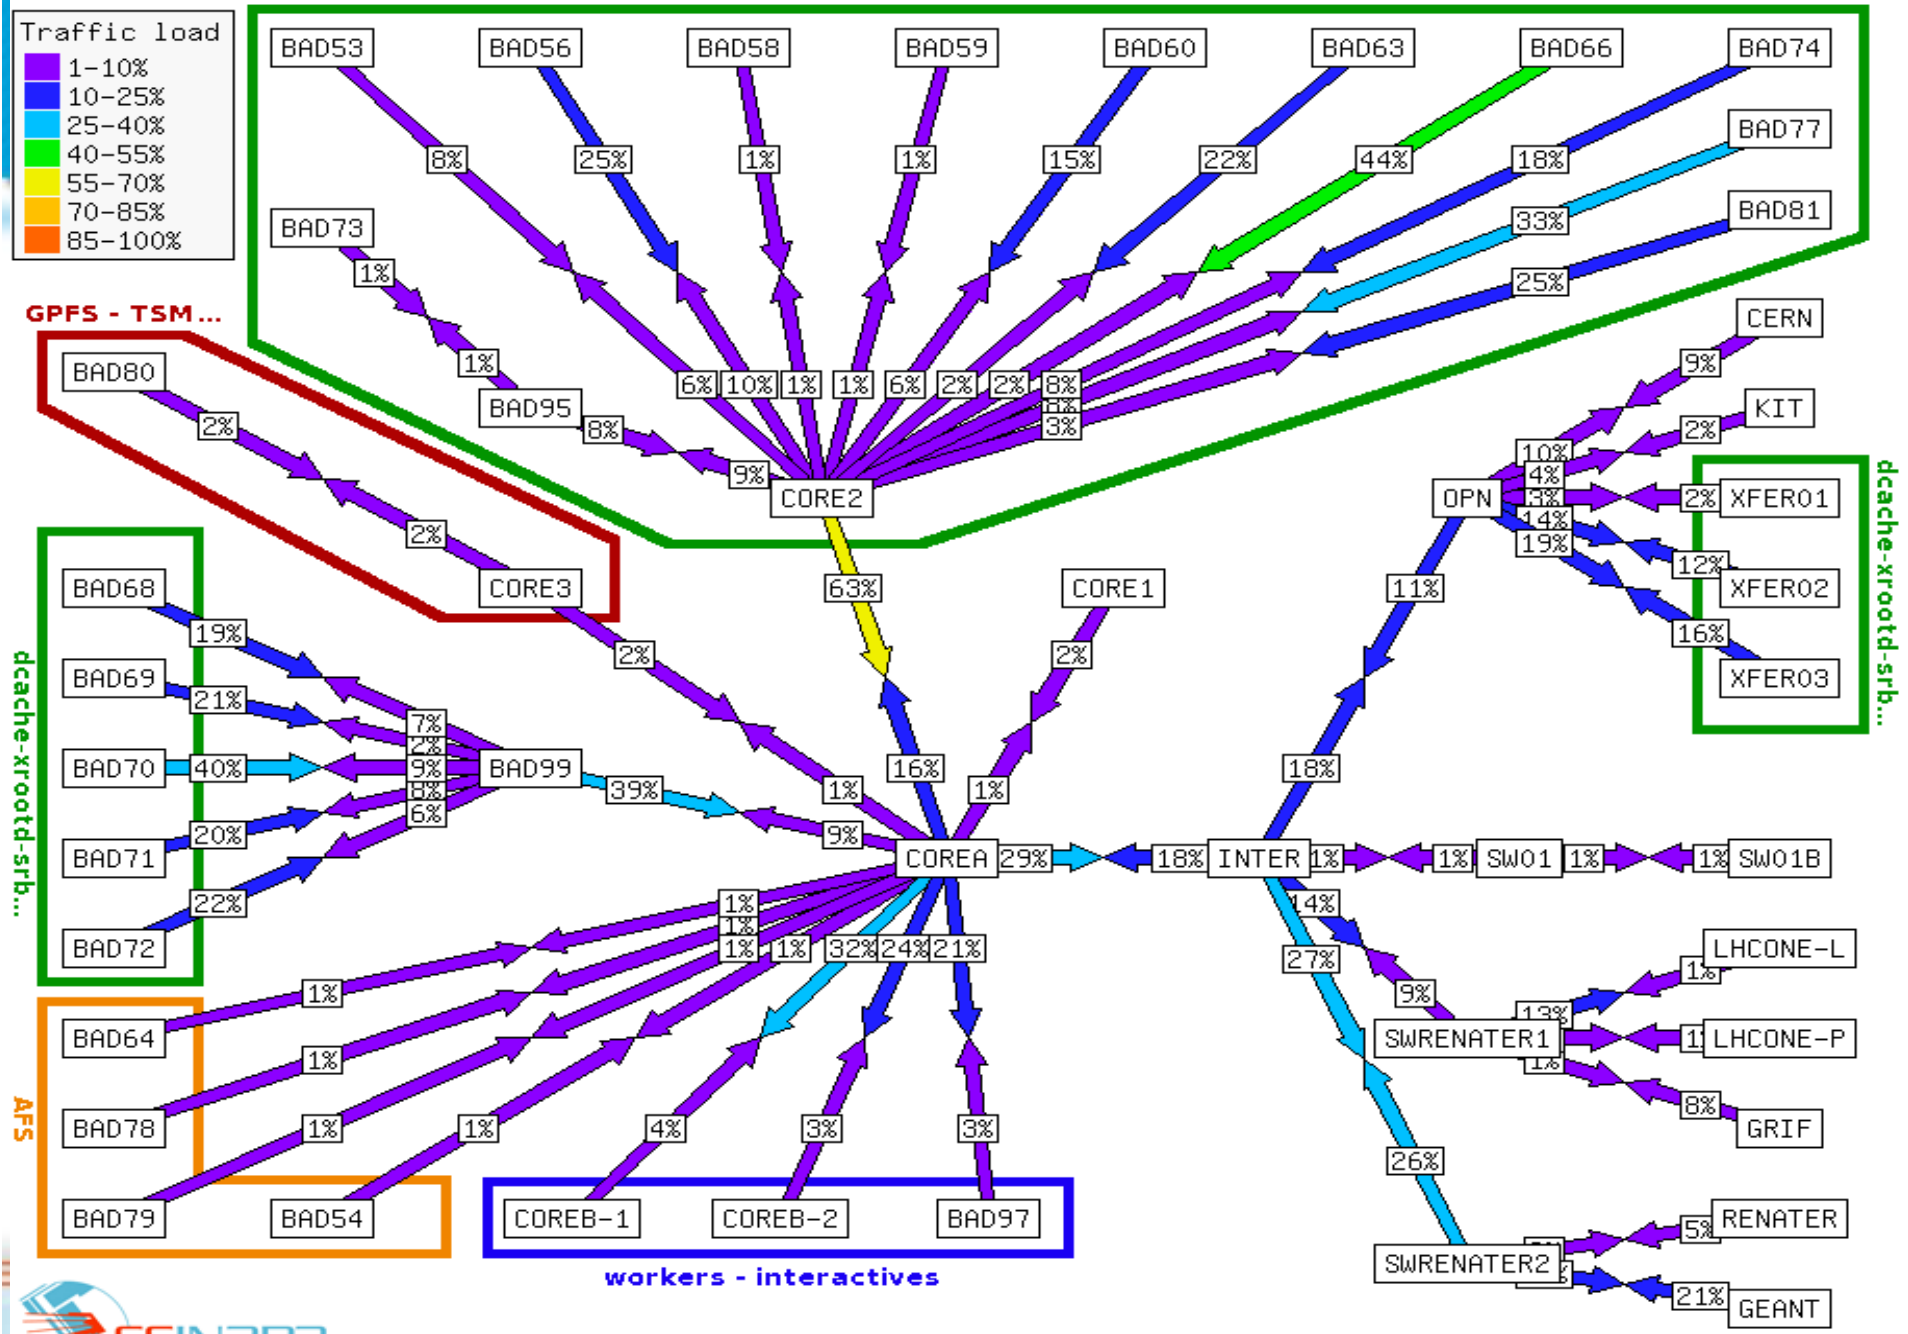 Traffic load
1-10%
10-25%
25-40%
40-55%
55-70%
70-85%
85-100%
BAD53
BAD56
BAD58
BAD59
BAD60
BAD63
BAD66
BAD74
BAD77
BAD81
8%
25%
1%
1%
15%
22%
44%
18%
33%
25%
BAD73
1%
1%
BAD95
8%
9%
6%
10%
1%
1%
6%
2%
2%
8%
3%
CORE2
GPFS - TSM...
BAD80
2%
2%
CORE3
CERN
9%
KIT
2%
10%
4%
3%
14%
19%
OPN
2%
XFER01
12%
XFER02
16%
XFER03
dcache-xrootd-srb...
63%
CORE1
2%
11%
2%
BAD68
19%
BAD69
21%
BAD70
40%
BAD71
20%
BAD72
22%
dcache-xrootd-srb...
7%
2%
9%
8%
6%
BAD99
39%
16%
1%
1%
9%
18%
COREA
29%
18%
INTER
1%
1%
SW01
1%
1%
SW01B
1%
1%
1%
1%
32%
24%
21%
14%
27%
9%
LHCONE-L
1%
13%
SWRENATER1
LHCONE-P
1%
8%
GRIF
BAD64
1%
BAD78
1%
BAD79
1%
BAD54
1%
AFS
4%
3%
3%
COREB-1
COREB-2
BAD97
workers - interactives
26%
RENATER
5%
SWRENATER2
21%
GEANT